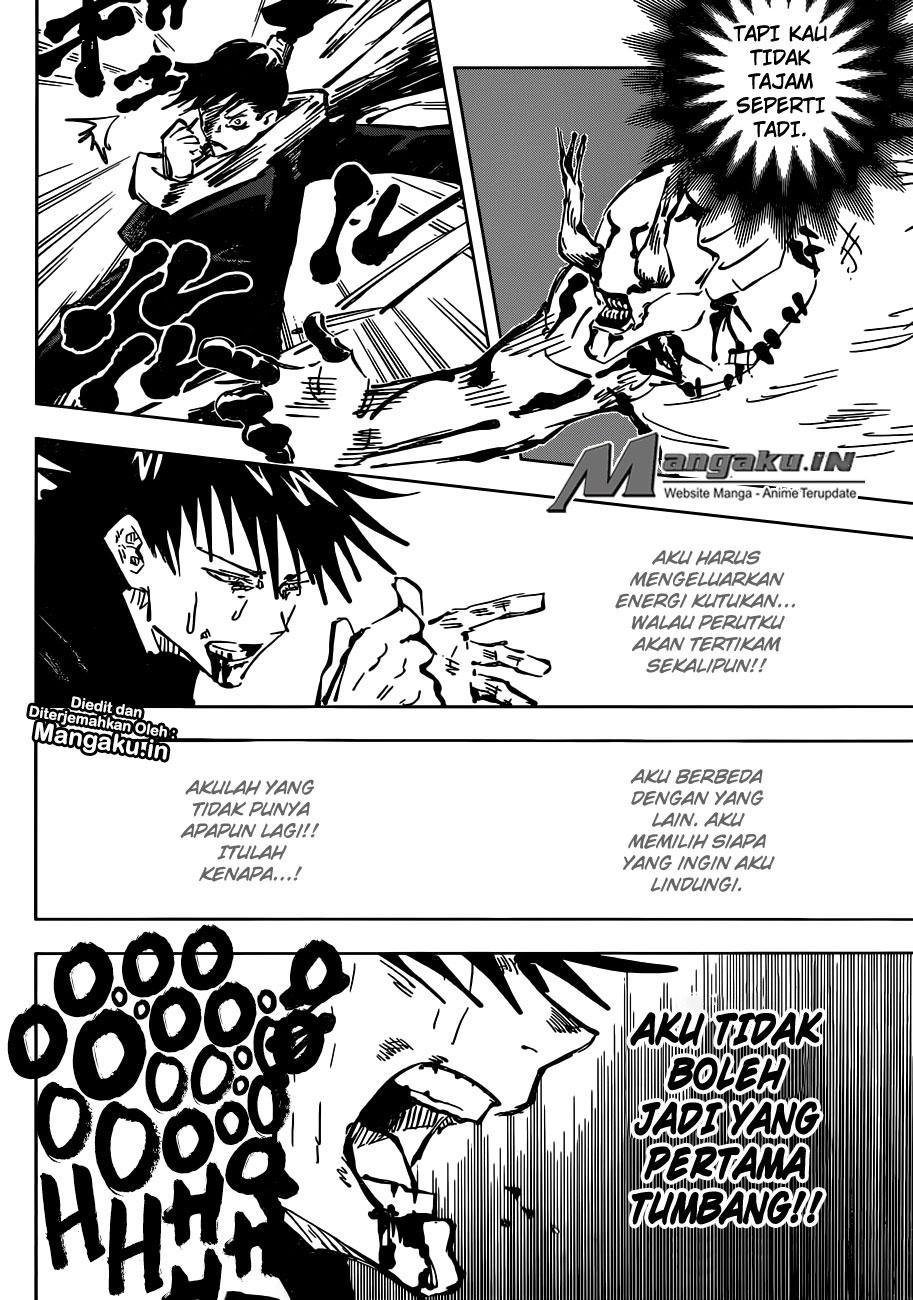 TAPI KAU
TIDAK
TAJAM
SEPERTI
TADI.
Mangaku.IN
Website Manga - Anime Terupdate
AKU HARUS
MENGELUARKAN
ENERGI KUTUKAN...
WALAU PERUTKU
AKAN TERTIKAM
SEKALIPUN!!
Diedit dan
Diterjemahkan Oleh :
Mangaku.in
AKU BERBEDA
DENGAN YANG
LAIN. AKU
MEMILIH SIAPA
YANG INGIN AKU
LINDUNGI.
AKULAH YANG
TIDAK PUNYA
APAPUN LAGI!!
ITULAH
KENAPA...!
AKU TIDAK
BOLEH
JADI YANG
PERTAMA
TUMBANG!!